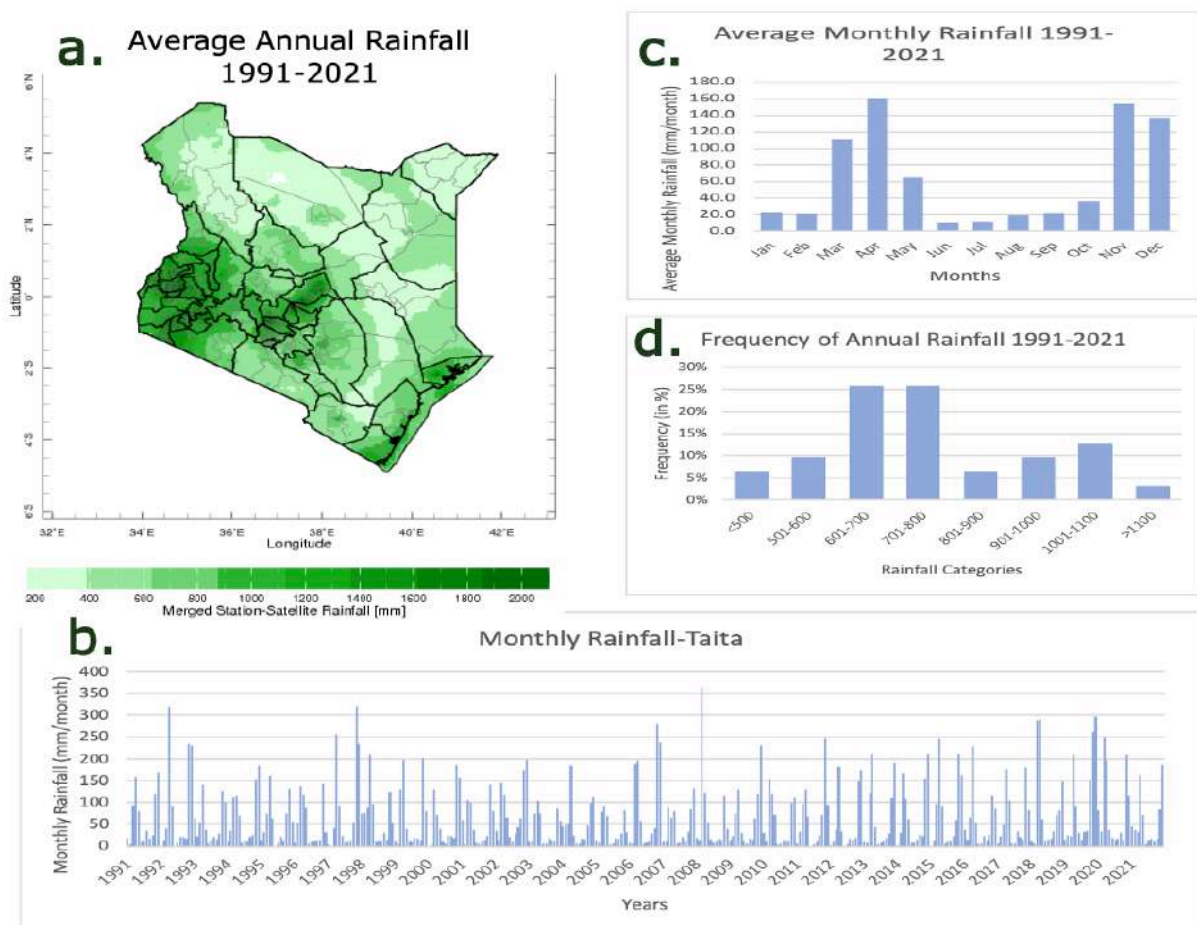 a.
Average Annual Rainfall
1991-2021
6°N
4°N
2°N
0°
2°S
4°S
6°S
Latitude
32°E 34°E 36°E 38°E 40°E 42°E
Longitude
200 400 600 800 1000 1200 1400 1600 1800 2000
Merged Station-Satellite Rainfall [mm]
c.
Average Monthly Rainfall 1991-
2021
Average Monthly Rainfall (mm/month)
180.0
160.0
140.0
120.0
100.0
80.0
60.0
40.0
20.0
0.0
Jan Feb Mar Apr May Jun Jul Aug Sep Oct Nov Dec
Months
d.
Frequency of Annual Rainfall 1991-2021
Frequency (in %)
30%
25%
20%
15%
10%
5%
0%
<500 501-600 601-700 701-800 801-900 901-1000 1001-1100 >1100
Rainfall Categories
b.
Monthly Rainfall-Taita
Monthly Rainfall (mm/month)
400
350
300
250
200
150
100
50
0
1991 1992 1993 1994 1995 1996 1997 1998 1999 2000 2001 2002 2003 2004 2005 2006 2007 2008 2009 2010 2011 2012 2013 2014 2015 2016 2017 2018 2019 2020 2021
Years